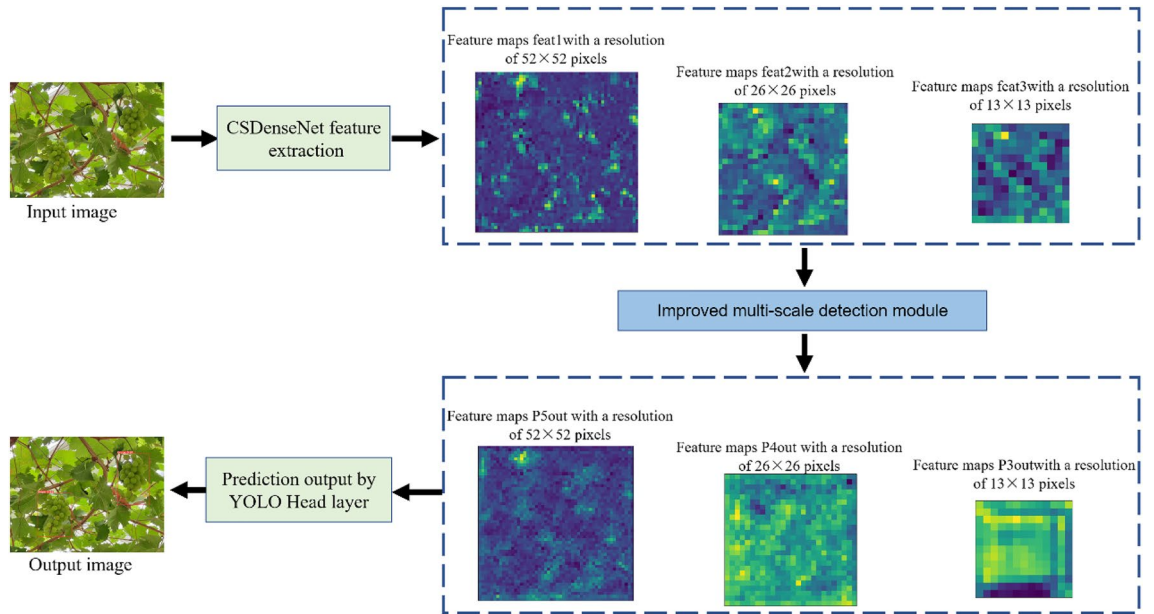 Feature maps feat1with a resolution
of 52×52 pixels
Feature maps feat2with a resolution
of 26×26 pixels
Feature maps feat3with a resolution
of 13×13 pixels
CSDenseNet feature
extraction
Input image
Improved multi-scale detection module
Feature maps P5out with a resolution
of 52×52 pixels
Feature maps P4out with a resolution
of 26×26 pixels
Feature maps P3outwith a resolution
of 13×13 pixels
Prediction output by
YOLO Head layer
Output image